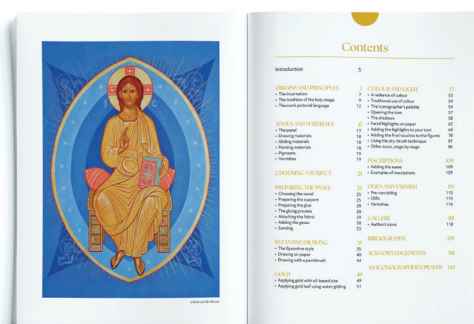 Contents
Introduction 5
ORIGINS AND PRINCIPLES 7
• The incarnation 7
• The tradition of the holy image 9
• The icon's pictorial language 12
TOOLS AND MATERIALS 17
• The panel 17
• Drawing materials 18
• Gilding materials 18
• Painting materials 18
• Pigments 19
• Varnishes 19
CHOOSING A SUBJECT 21
PREPARING THE PANEL 25
• Choosing the wood 25
• Preparing the support 25
• Preparing the glue 28
• The gluing process 28
• Attaching the fabric 29
• Adding the gesso 30
• Sanding 33
BYZANTINE DRAWING 35
• The Byzantine style 35
• Drawing on paper 40
• Drawing with a paintbrush 44
GOLD 49
• Applying gold with oil-based size 49
• Applying gold leaf using water gilding 51
COLOUR AND LIGHT 53
• A radiance of colour 53
• Traditional use of colour 54
• The iconographer's palette 54
• Opening the icon 57
• The shadows 58
• Facial highlights on paper 62
• Adding the highlights to your icon 64
• Adding the final touches to the figures 78
• Using the dry-brush technique 81
• Other icons, stage by stage 86
INSCRIPTIONS 109
• Adding the name 109
• Examples of inscriptions 109
OLIFA AND VARNISH 115
• Pre-varnishing 115
• Olifa 115
• Varnishes 116
GALLERY 118
• Author's icons 118
BIBLIOGRAPHY
ACKNOWLEDGEMENTS
AN ICONOGRAPHER'S PRAYER